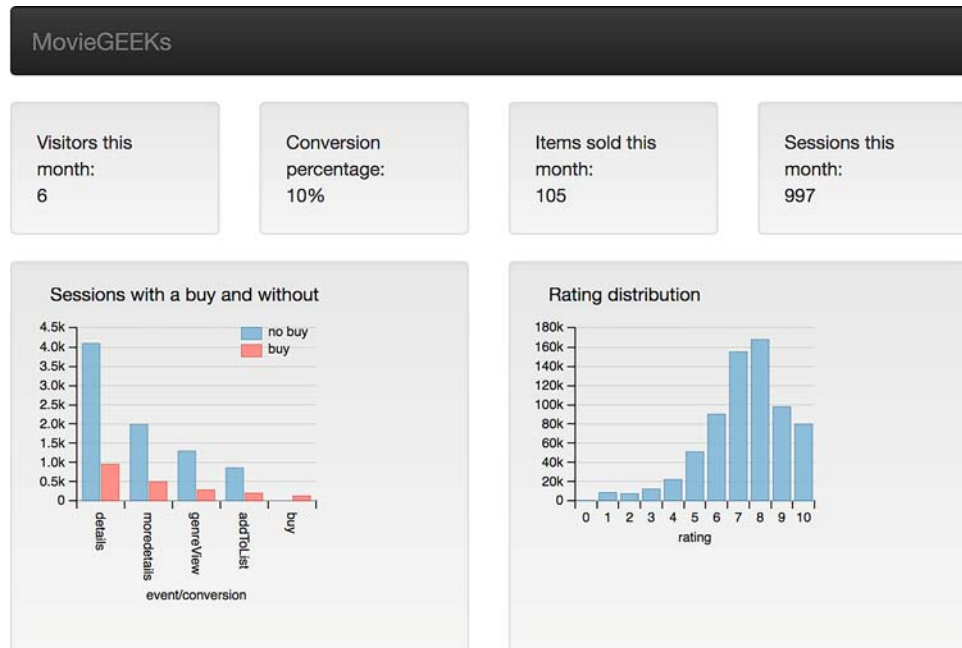 MovieGEEKs
Visitors this
month:
6
Conversion
percentage:
10%
Items sold this
month:
105
Sessions this
month:
997
Sessions with a buy and without
4.5k
4.0k
3.5k
3.0k
2.5k
2.0k
1.5k
1.0k
0.5k
0
no buy
buy
details
moredetails
genreView
addToList
buy
event/conversion
Rating distribution
180k
160k
140k
120k
100k
80k
60k
40k
20k
0
0 1 2 3 4 5 6 7 8 9 10
rating